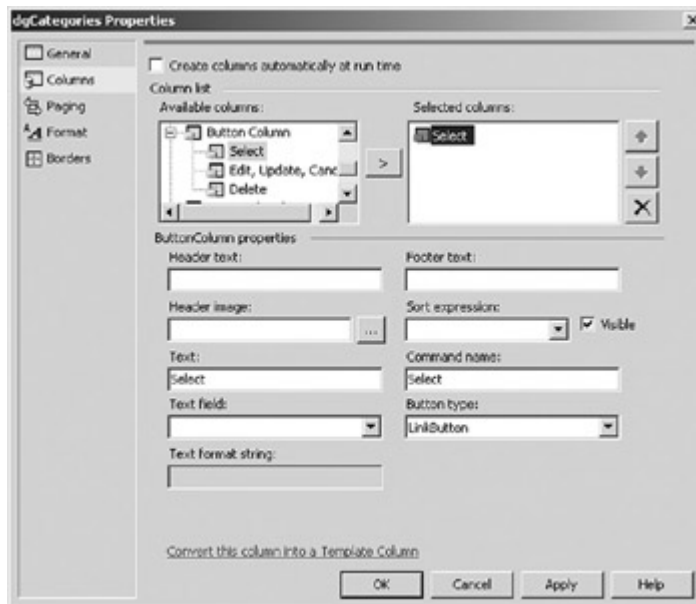 dgCategories Properties
General
Columns
Paging
Format
Borders
Create columns automatically at run time
Column list
Available columns:
Selected columns:
Button Column
Select
Edit, Update, Canc
Delete
>
Select
ButtonColumn properties
Header text:
Footer text:
Header image:
Sort expression:
...
Visible
Text:
Command name:
Select
Select
Text field:
Button type:
LinkButton
Text format string:
Convert this column into a Template Column
OK
Cancel
Apply
Help